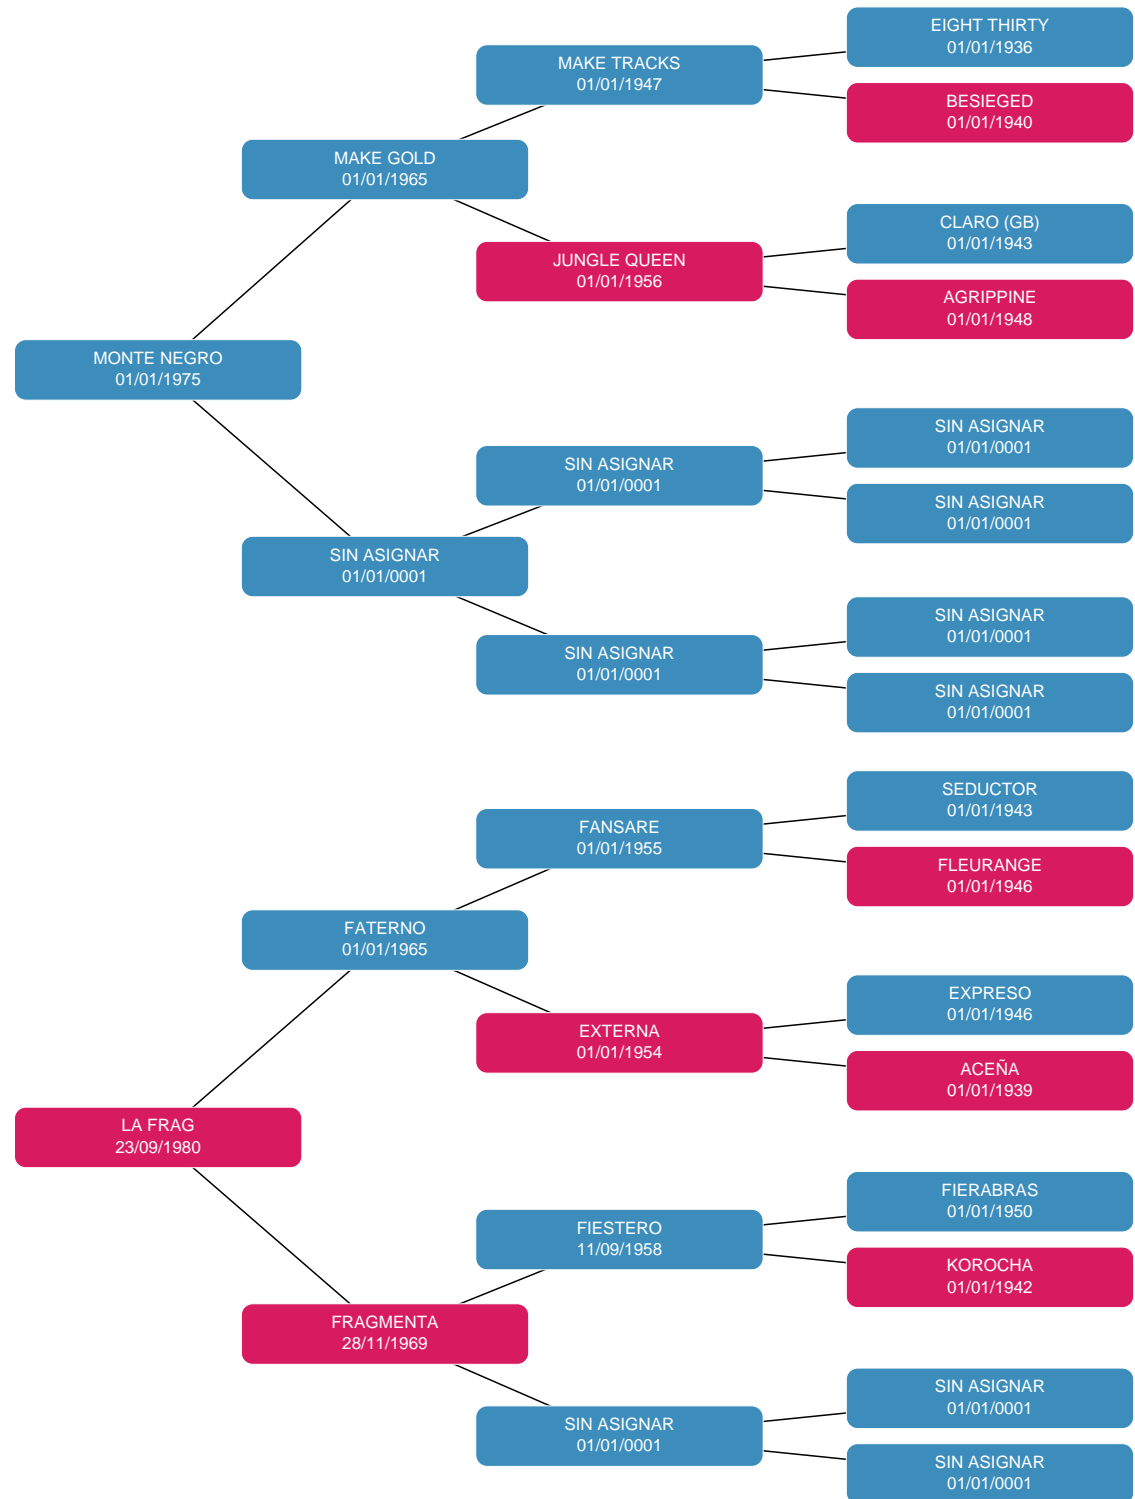 EIGHT THIRTY
01/01/1936
MAKE TRACKS
01/01/1947
BESIEGED
01/01/1940
MAKE GOLD
01/01/1965
CLARO (GB)
01/01/1943
JUNGLE QUEEN
01/01/1956
AGRIPPINE
01/01/1948
MONTE NEGRO
01/01/1975
SIN ASIGNAR
01/01/0001
SIN ASIGNAR
01/01/0001
SIN ASIGNAR
01/01/0001
SIN ASIGNAR
01/01/0001
SIN ASIGNAR
01/01/0001
SIN ASIGNAR
01/01/0001
SIN ASIGNAR
01/01/0001
SEDUCTOR
01/01/1943
FANSARE
01/01/1955
FLEURANGE
01/01/1946
FATERNO
01/01/1965
EXPRESO
01/01/1946
EXTERNA
01/01/1954
ACEÑA
01/01/1939
LA FRAG
23/09/1980
FIERABRAS
01/01/1950
FIESTERO
11/09/1958
KOROCHA
01/01/1942
FRAGMENTA
28/11/1969
SIN ASIGNAR
01/01/0001
SIN ASIGNAR
01/01/0001
SIN ASIGNAR
01/01/0001